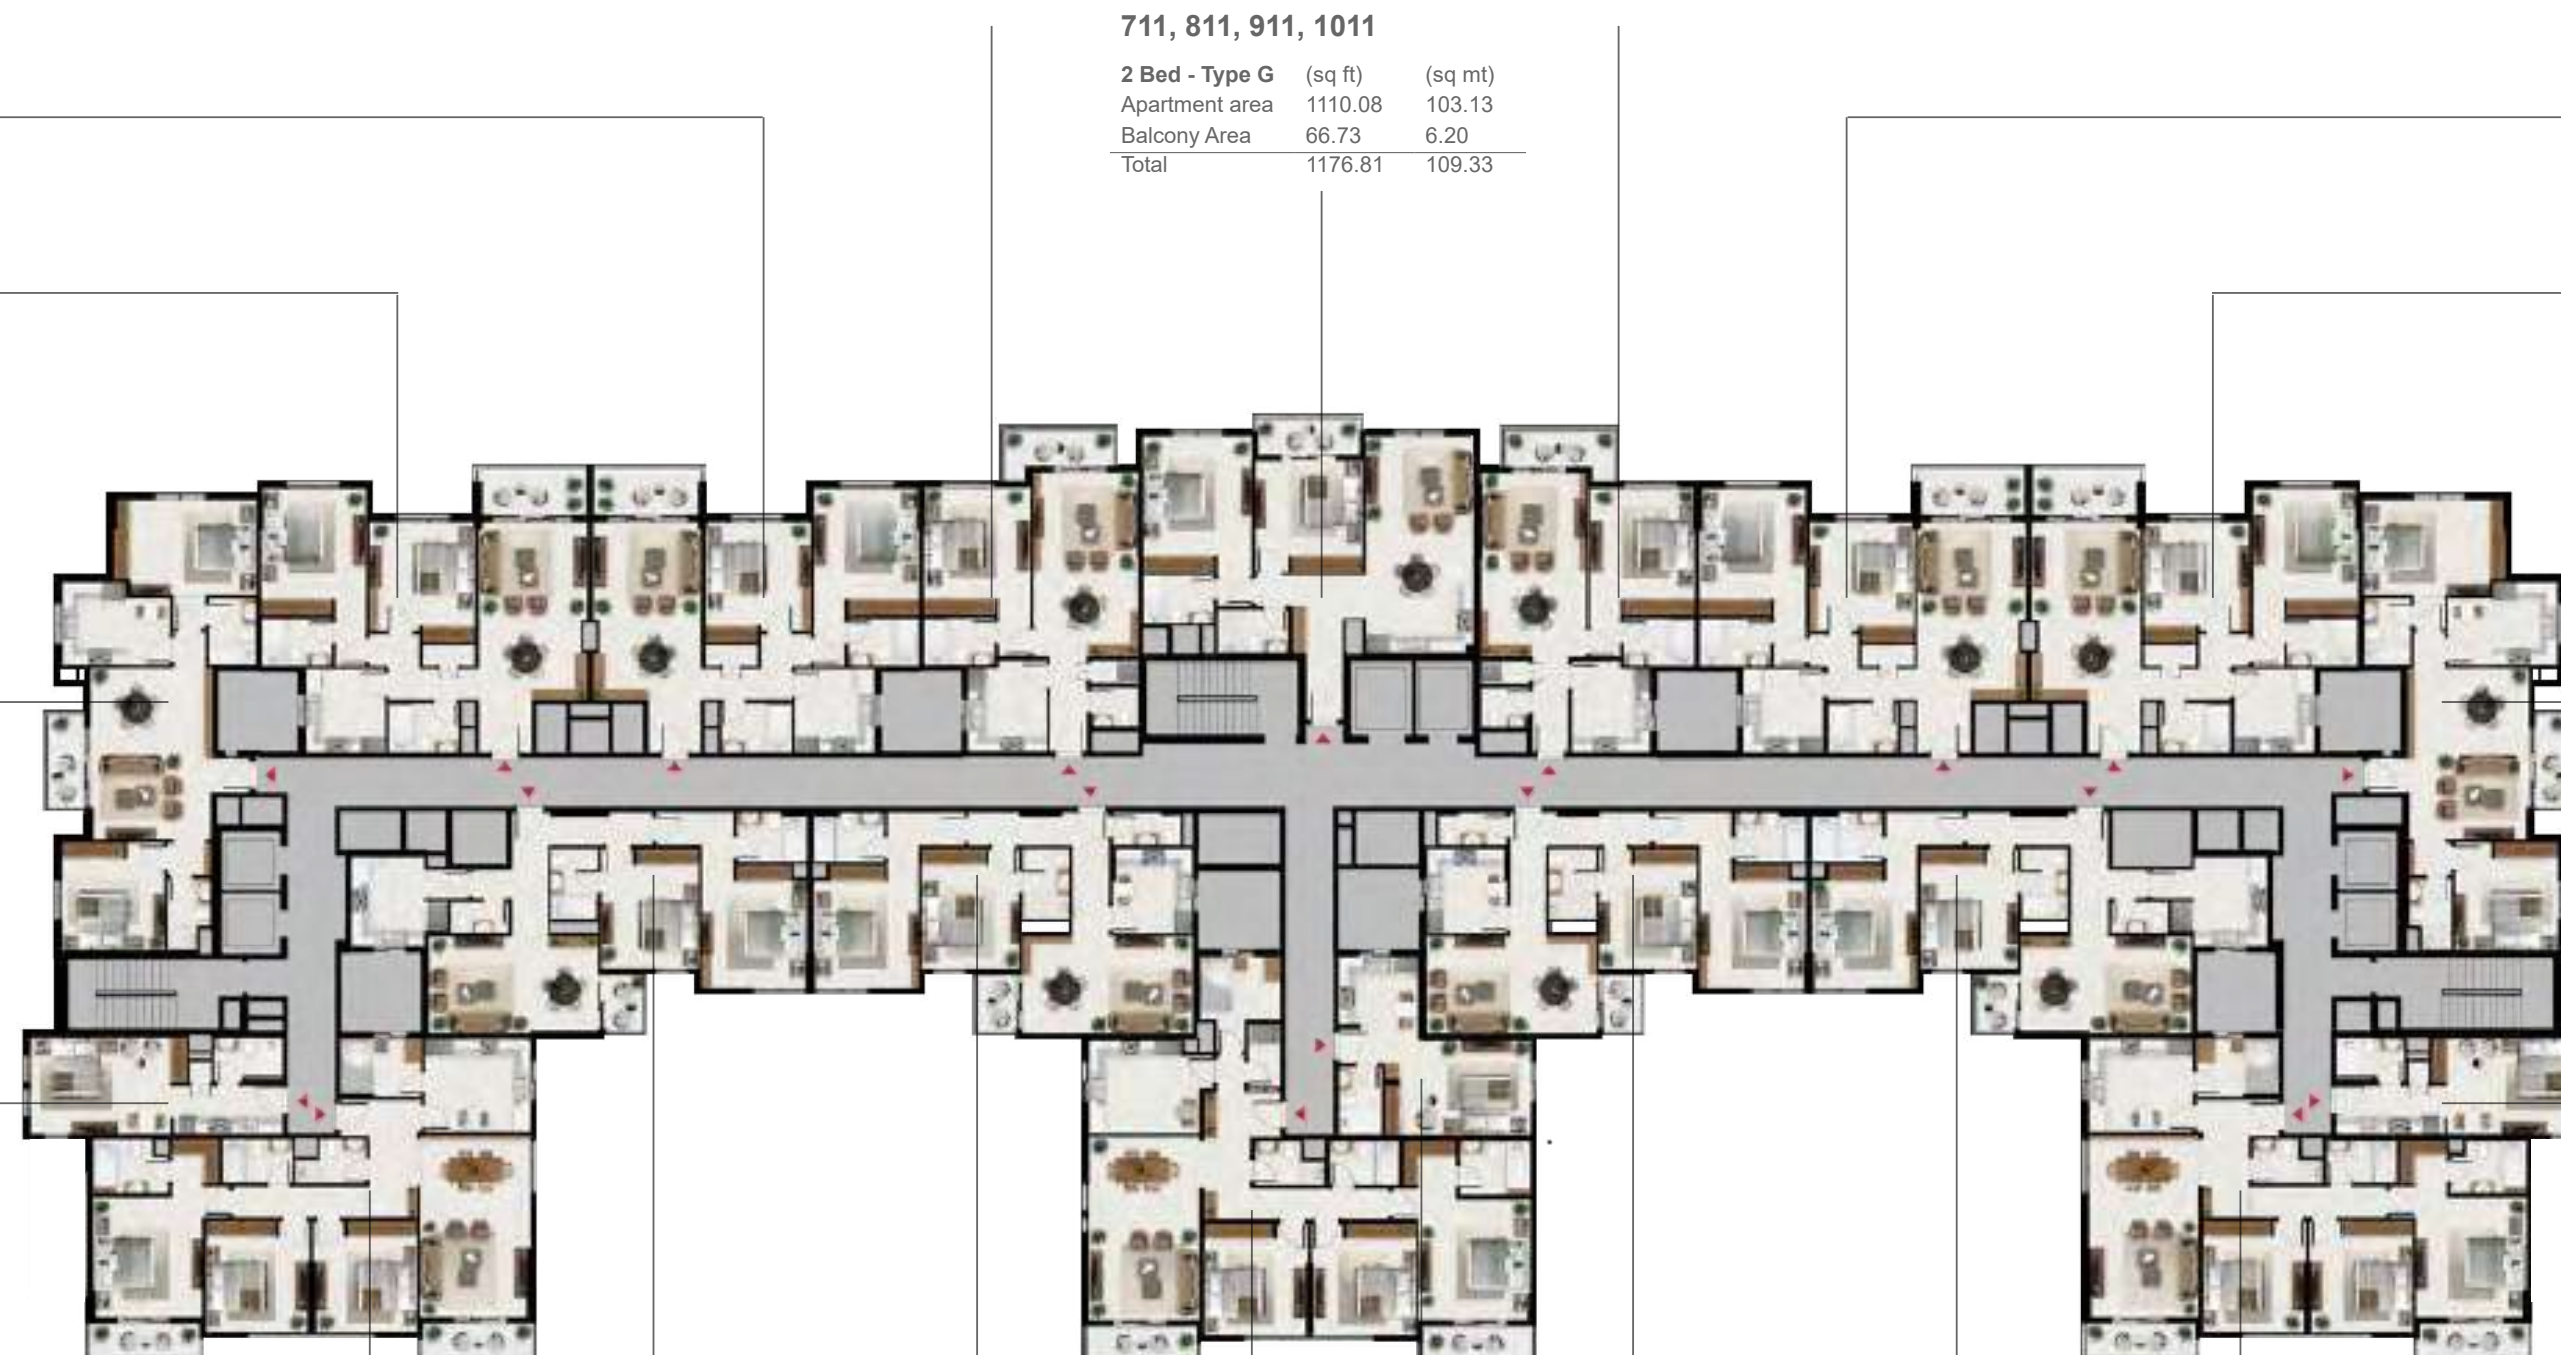 711, 811, 911, 1011
2 Bed - Type G (sq ft) (sq mt)
Apartment area 1110.08 103.13
Balcony Area 66.73 6.20
Total 1176.81 109.33